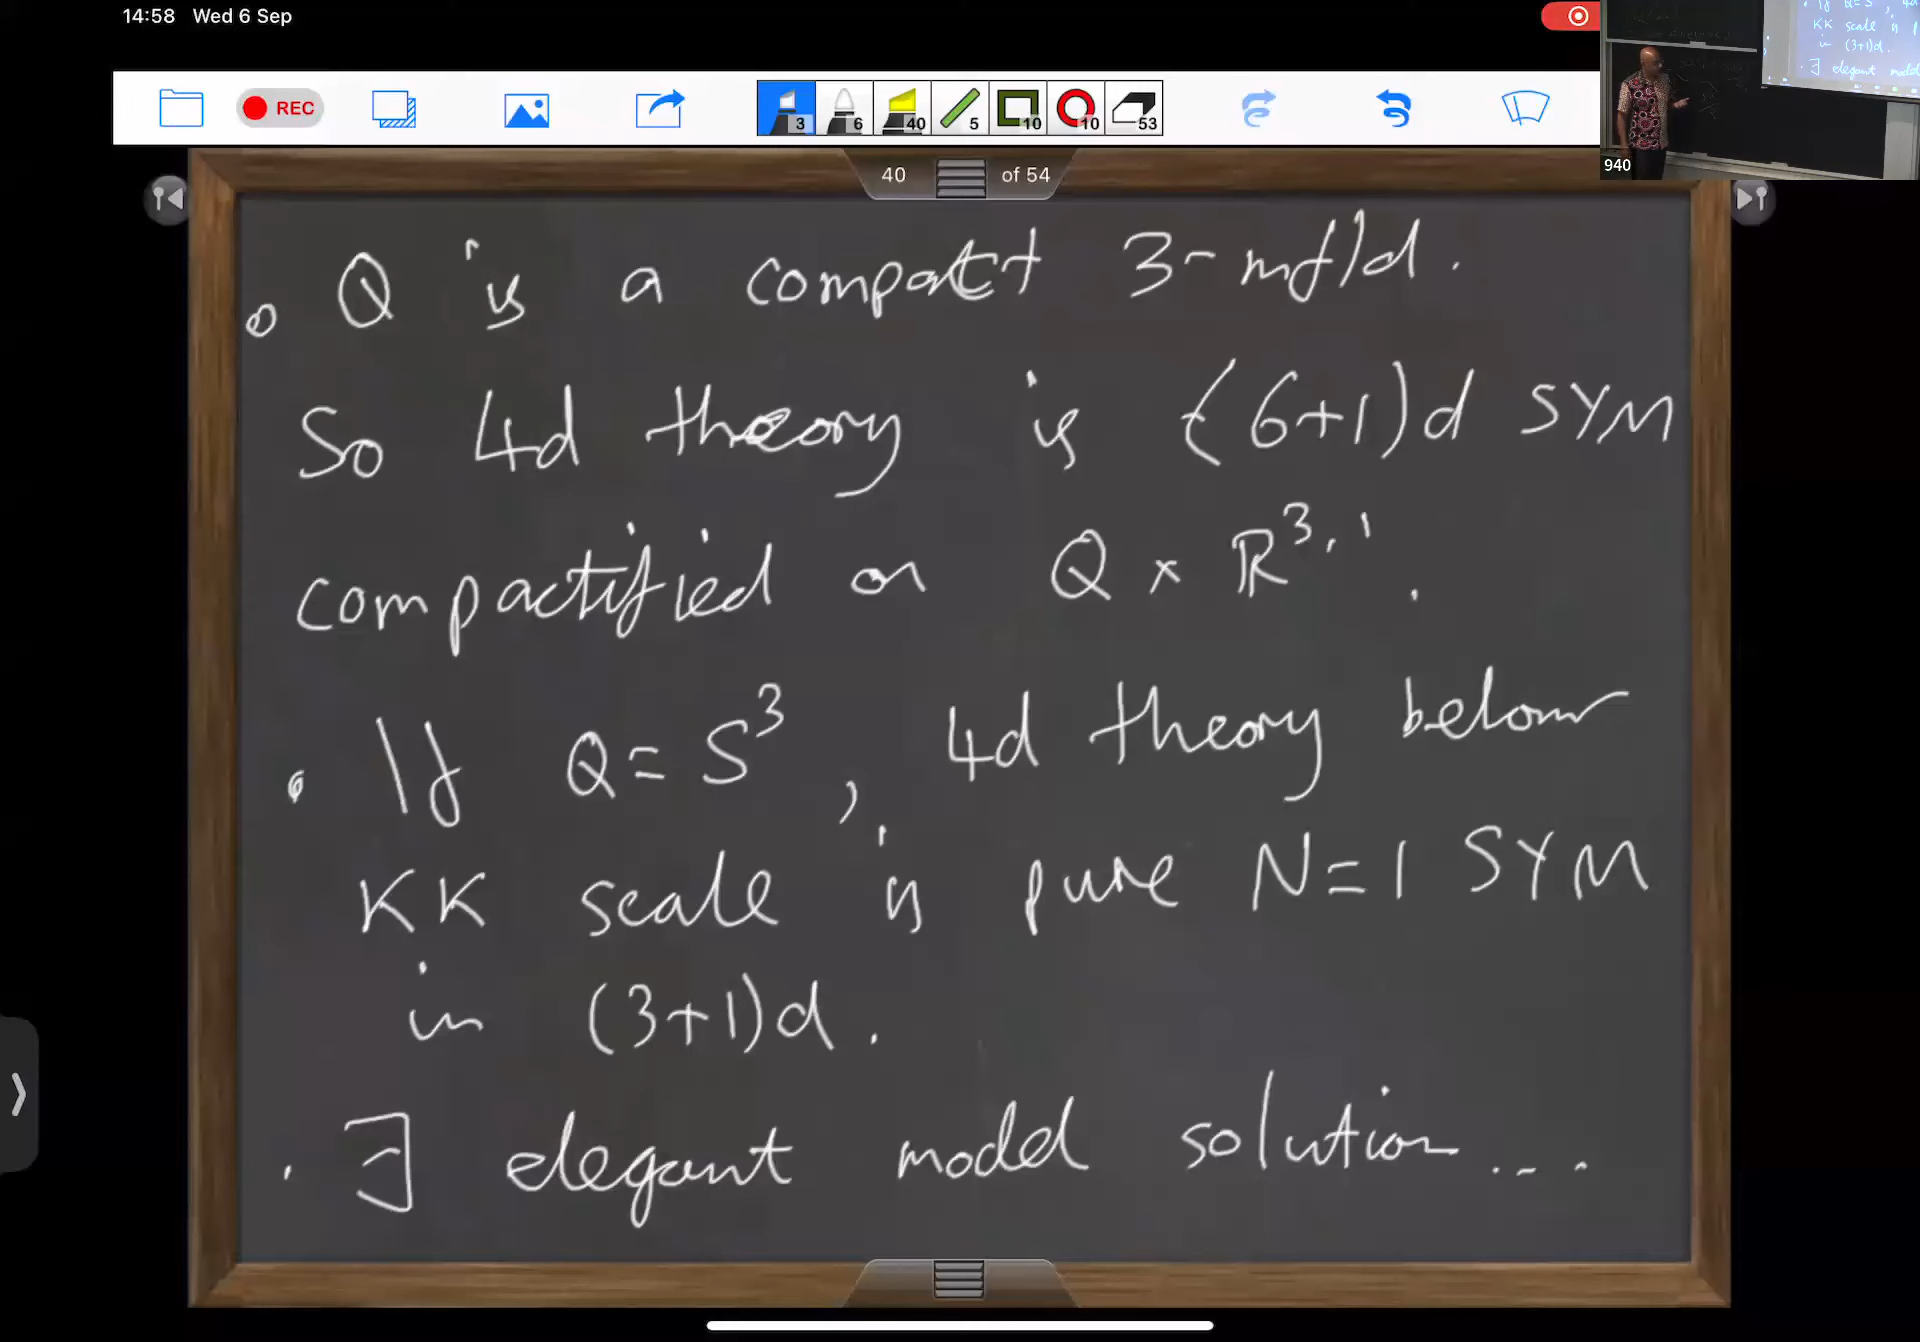 14:58 Wed 6 Sep
REC
3 6 40 5 10 10 53
940
40 of 54
Q is a compact 3-mfld.
So 4d theory is (6+1)d SYM
compactified on Q × ℝ³,¹.
• If Q = S³, 4d theory below
KK scale is pure N=1 SYM
in (3+1)d.
• ∃ elegant model solution...